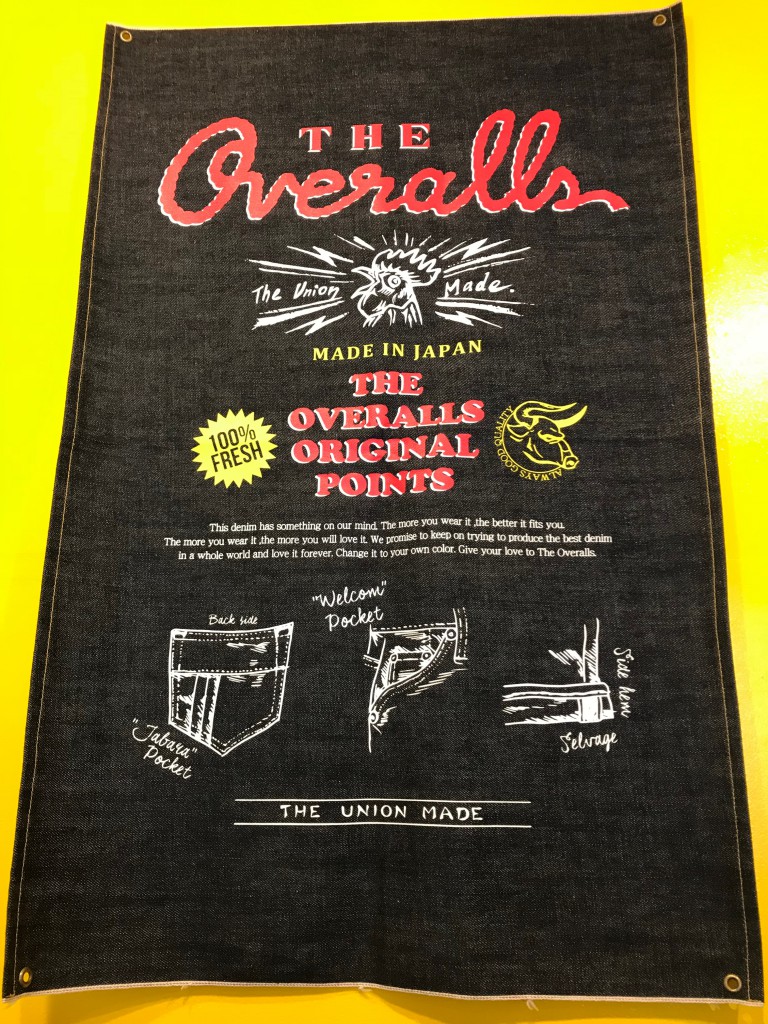 THE
Overalls
The Union Made.
MADE IN JAPAN
THE
OVERALLS
ORIGINAL
POINTS
100%
FRESH
ALWAYS GOOD QUALITY
This denim has something on our mind. The more you wear it ,the better it fits you.
The more you wear it ,the more you will love it. We promise to keep on trying to produce the best denim
in a whole world and love it forever. Change it to your own color. Give your love to The Overalls.
Back side
"Jabara"
Pocket
"Welcom"
Pocket
Side hem
Selvage
THE UNION MADE